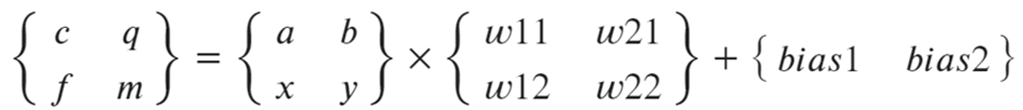 { c q } = { a b } × { w11 w21 } + { bias1 bias2 }
{ f m } { x y } { w12 w22 }